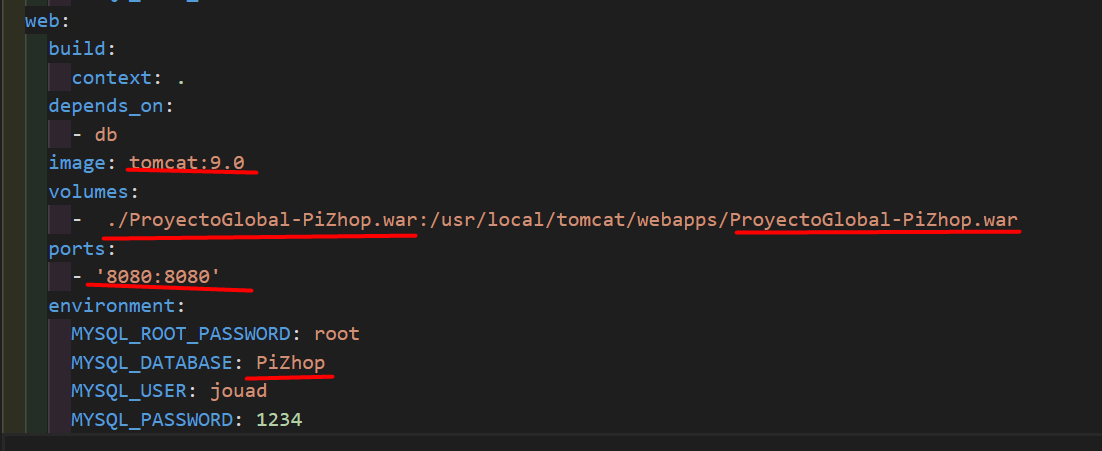 web:
build:
context: .
depends_on:
- db
image: tomcat:9.0
volumes:
- ./ProyectoGlobal-PiZhop.war:/usr/local/tomcat/webapps/ProyectoGlobal-PiZhop.war
ports:
- '8080:8080'
environment:
MYSQL_ROOT_PASSWORD: root
MYSQL_DATABASE: PiZhop
MYSQL_USER: jouad
MYSQL_PASSWORD: 1234